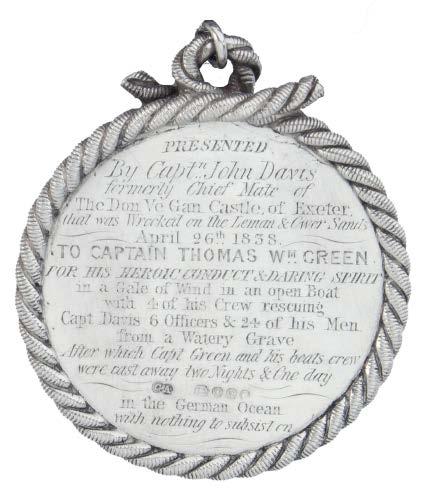 PRESENTED
By Captn. John Davis
formerly Chief Mate of
The Don Ve Gan Castle, of Exeter.
that was Wrecked on the Leman & Ower Sands
April 26th 1838.
TO CAPTAIN THOMAS WM GREEN
FOR HIS HEROIC CONDUCT & DARING SPIRIT
in a Gale of Wind in an open Boat
with 4 of his Crew rescuing
Capt Davis 6 Officers & 24 of his Men
from a Watery Grave
After which Capt Green and his boats crew
were cast away two Nights & One day
in the German Ocean
with nothing to subsist on